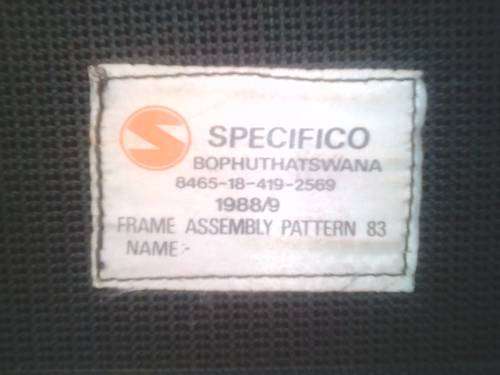 SPECIFICO
BOPHUTHATSWANA
8465-18-419-2569
1988/9
FRAME ASSEMBLY PATTERN 83
NAME:-